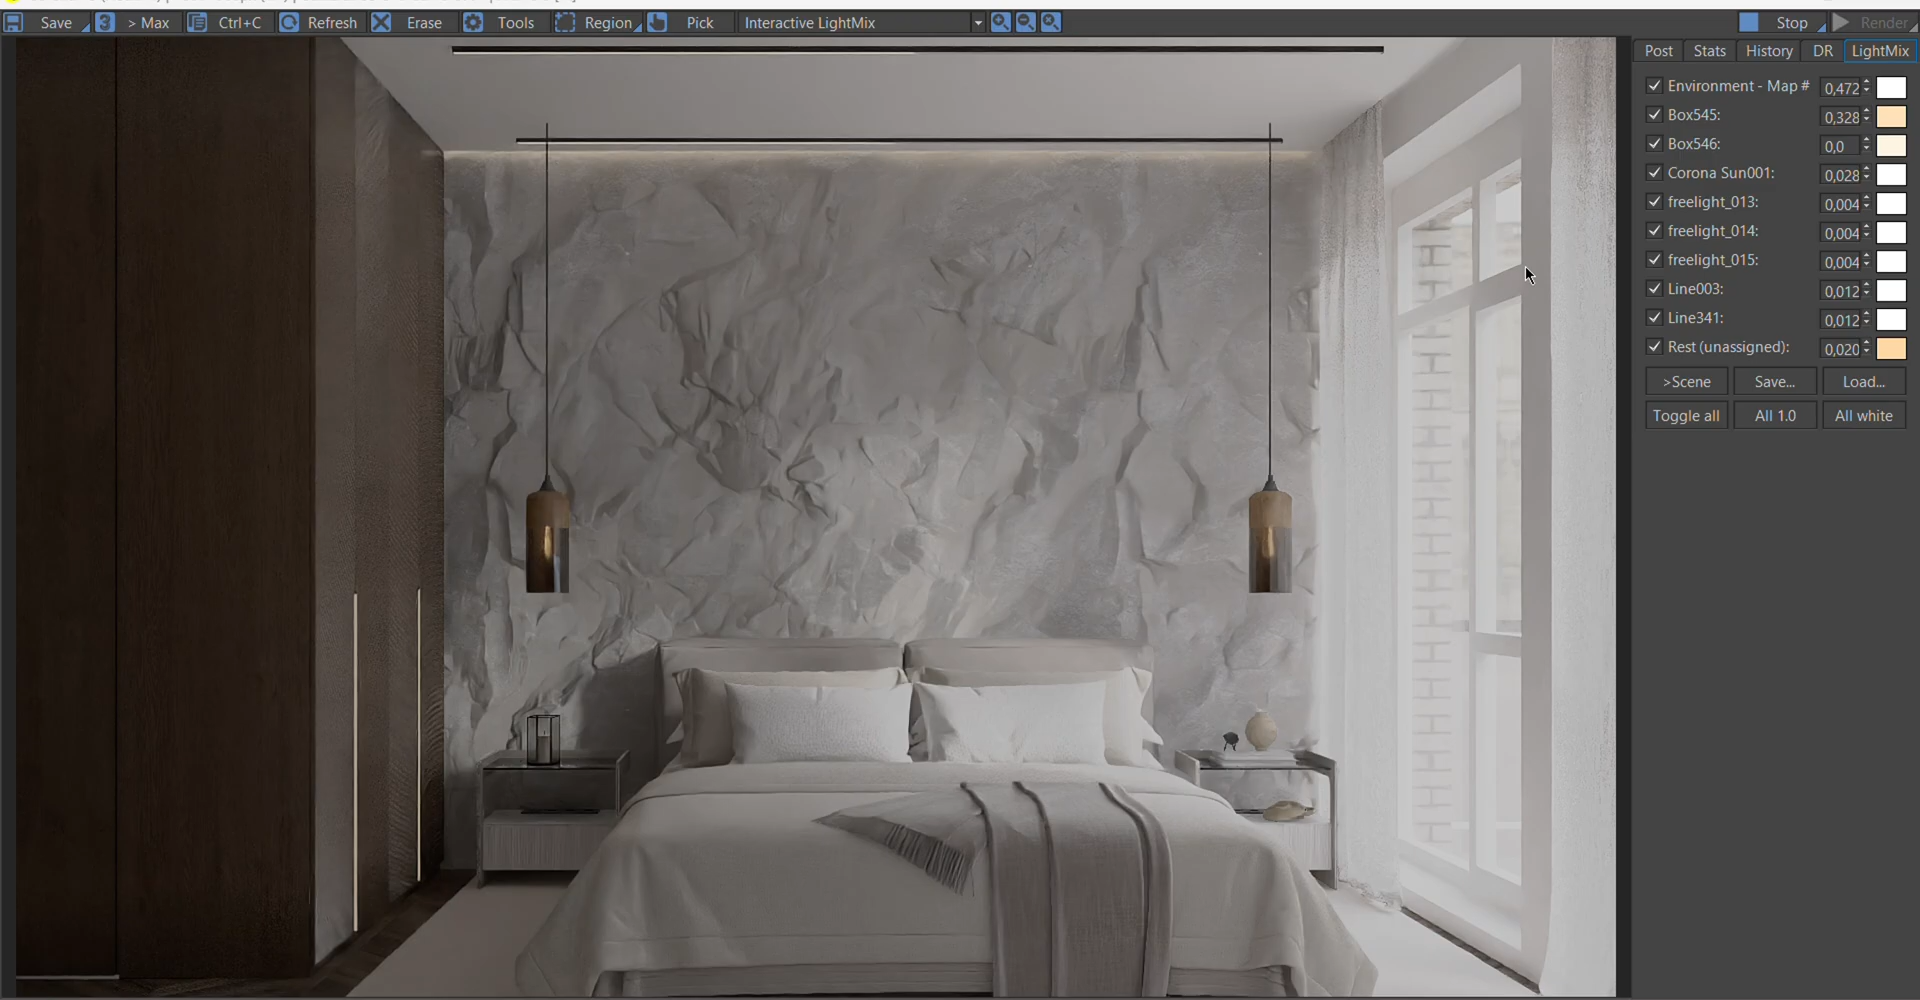 Save 3 > Max Ctrl+C Refresh Erase Tools Region Pick Interactive LightMix Stop Render
Post Stats History DR LightMix
Environment - Map # 0,472
Box545: 0,328
Box546: 0,0
Corona Sun001: 0,028
freelight_013: 0,004
freelight_014: 0,004
freelight_015: 0,004
Line003: 0,012
Line341: 0,012
Rest (unassigned): 0,020
>Scene Save... Load...
Toggle all All 1.0 All white